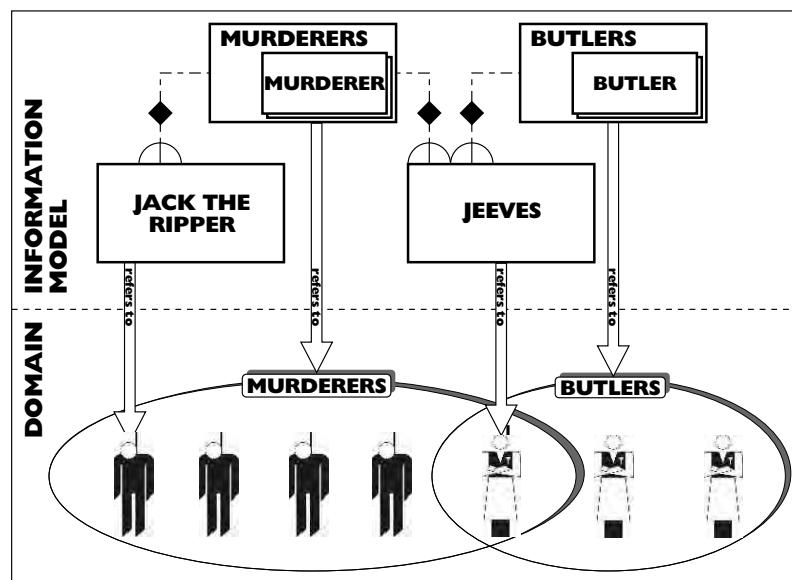 MURDERERS
MURDERER
BUTLERS
BUTLER
JACK THE
RIPPER
JEEVES
INFORMATION
MODEL
refers to
refers to
refers to
refers to
DOMAIN
MURDERERS
BUTLERS